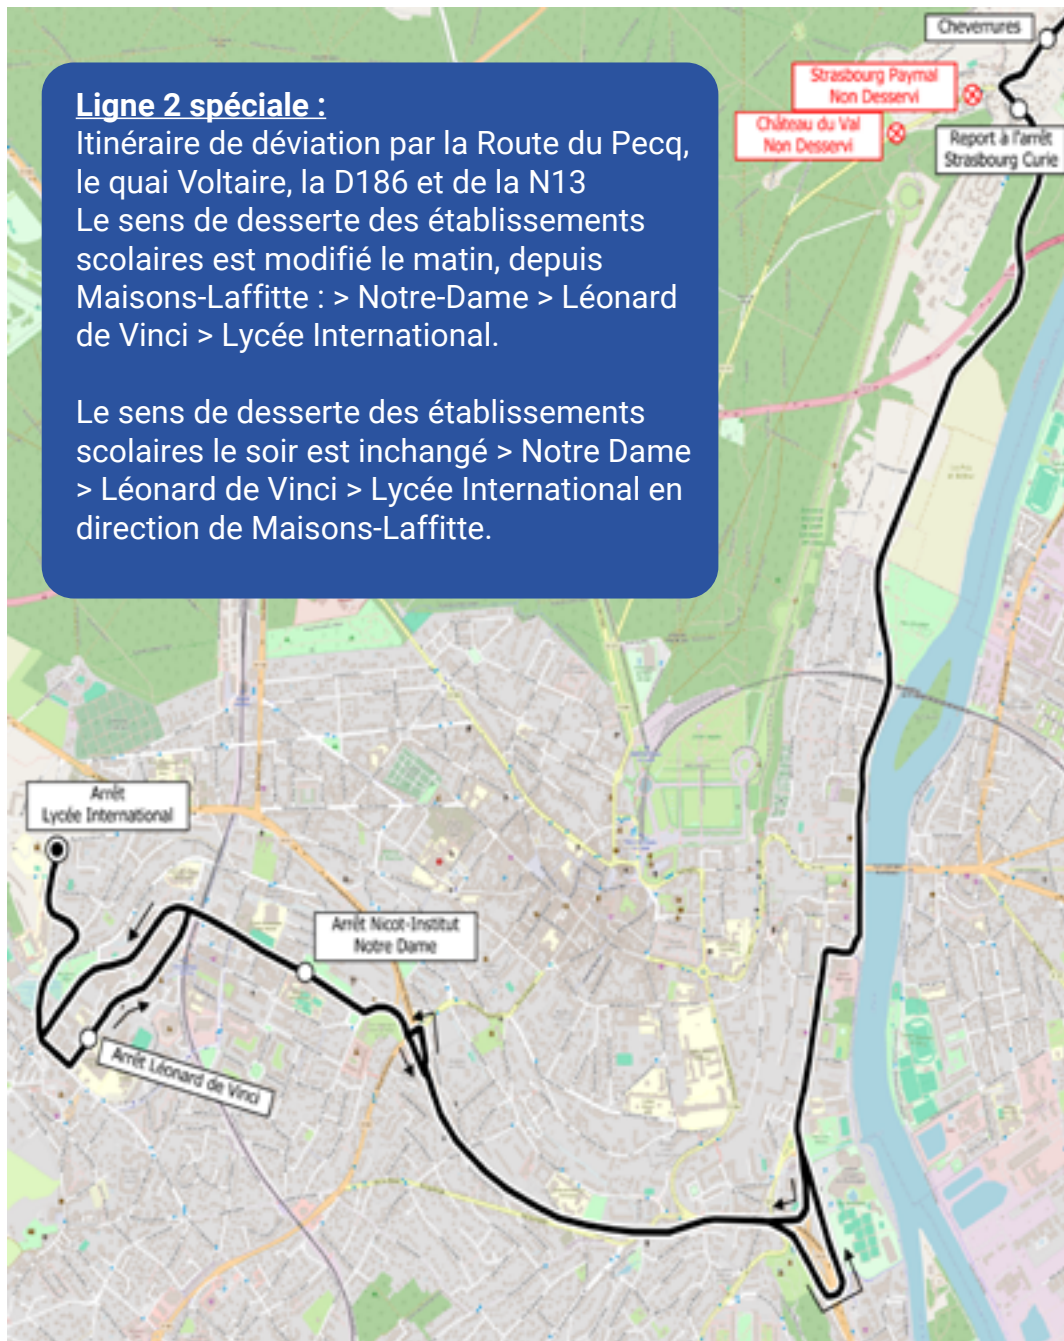 Chevernures
Strasbourg Paymal
Non Desservi
Château du Val
Non Desservi
Report à l'arrêt
Strasbourg Curie
Ligne 2 spéciale :
Itinéraire de déviation par la Route du Pecq,
le quai Voltaire, la D186 et de la N13
Le sens de desserte des établissements
scolaires est modifié le matin, depuis
Maisons-Laffitte : > Notre-Dame > Léonard
de Vinci > Lycée International.
Le sens de desserte des établissements
scolaires le soir est inchangé > Notre Dame
> Léonard de Vinci > Lycée International en
direction de Maisons-Laffitte.
Arrêt
Lycée International
Arrêt Nicot-Institut
Notre Dame
Arrêt Léonard de Vinci